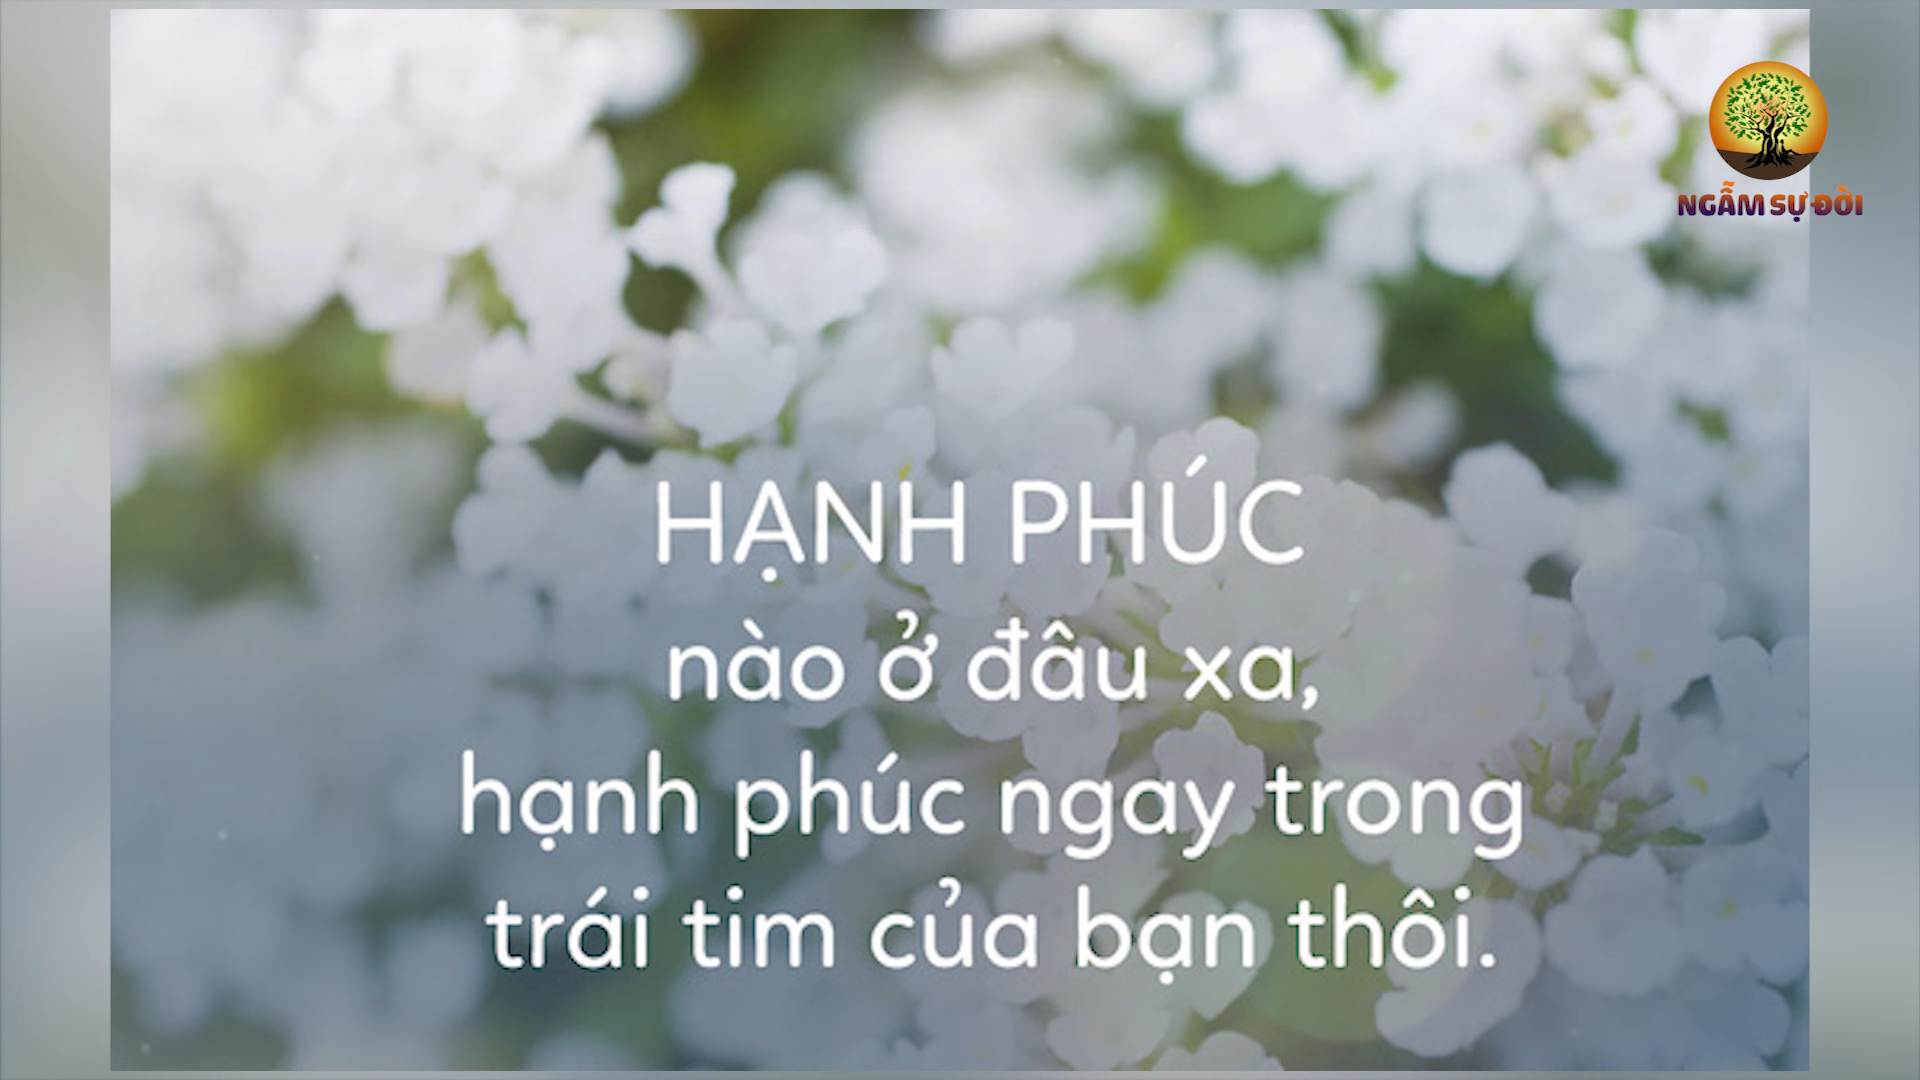 NGẪM SỰ ĐỜI
HẠNH PHÚC
nào ở đâu xa,
hạnh phúc ngay trong
trái tim của bạn thôi.